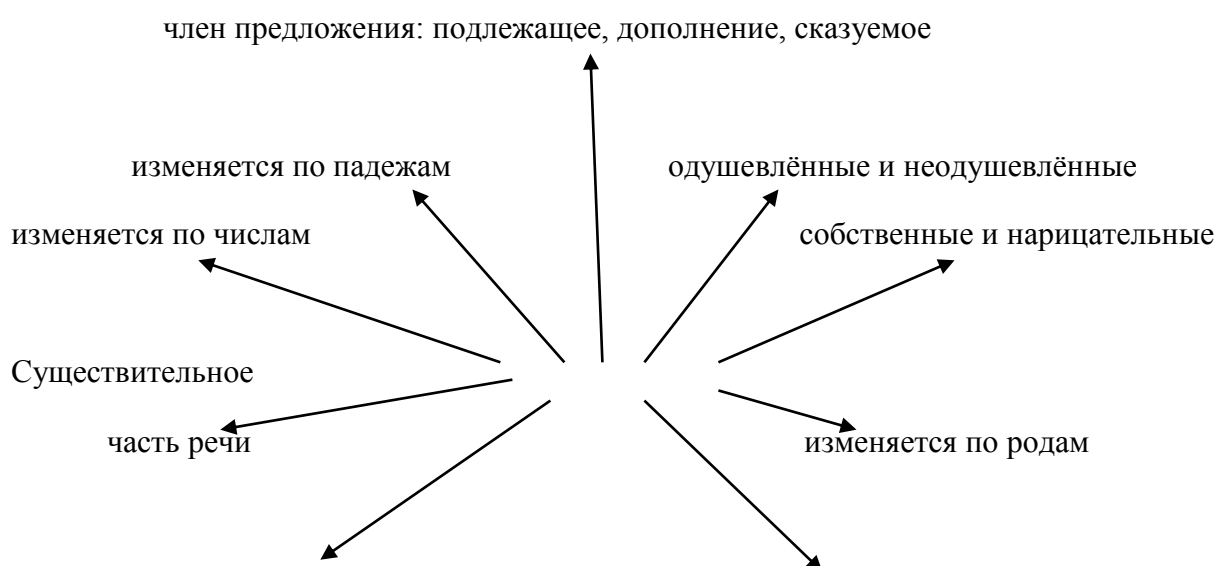 член предложения: подлежащее, дополнение, сказуемое
изменяется по падежам одушевлённые и неодушевлённые
изменяется по числам собственные и нарицательные
Существительное
часть речи изменяется по родам